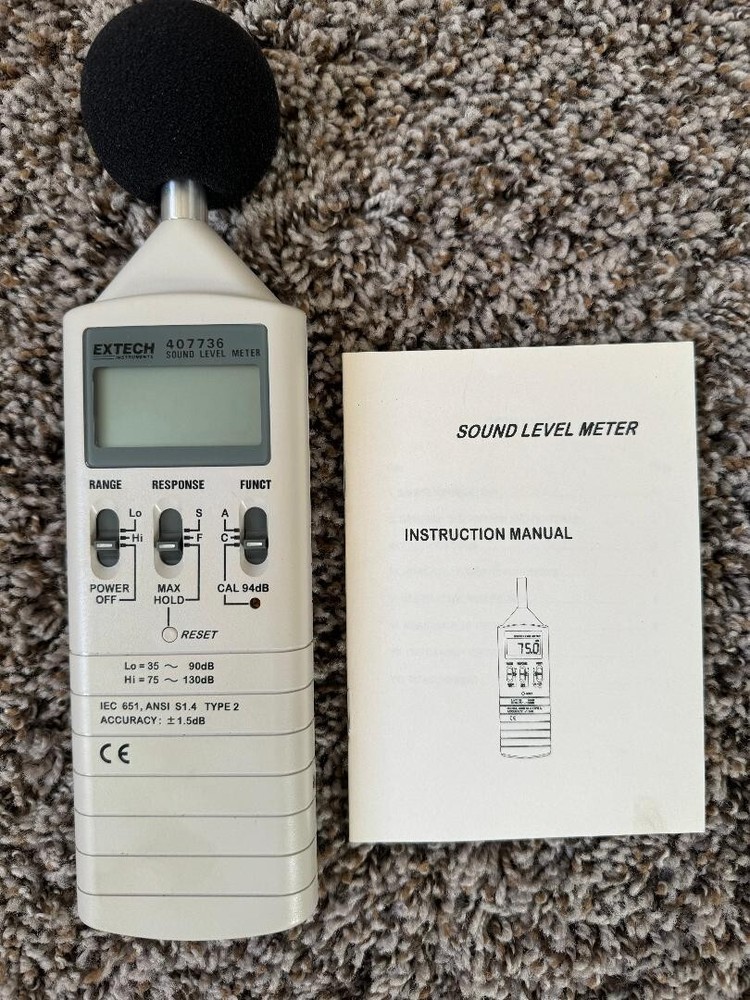 EXTECH
INSTRUMENTS
407736
SOUND LEVEL METER
RANGE RESPONSE FUNCT
Lo S A
Hi F C
POWER OFF
MAX HOLD
CAL 94dB
RESET
Lo = 35 ～ 90dB
Hi = 75 ～ 130dB
IEC 651, ANSI S1.4 TYPE 2
ACCURACY: ±1.5dB
CE
SOUND LEVEL METER
INSTRUCTION MANUAL
75.0